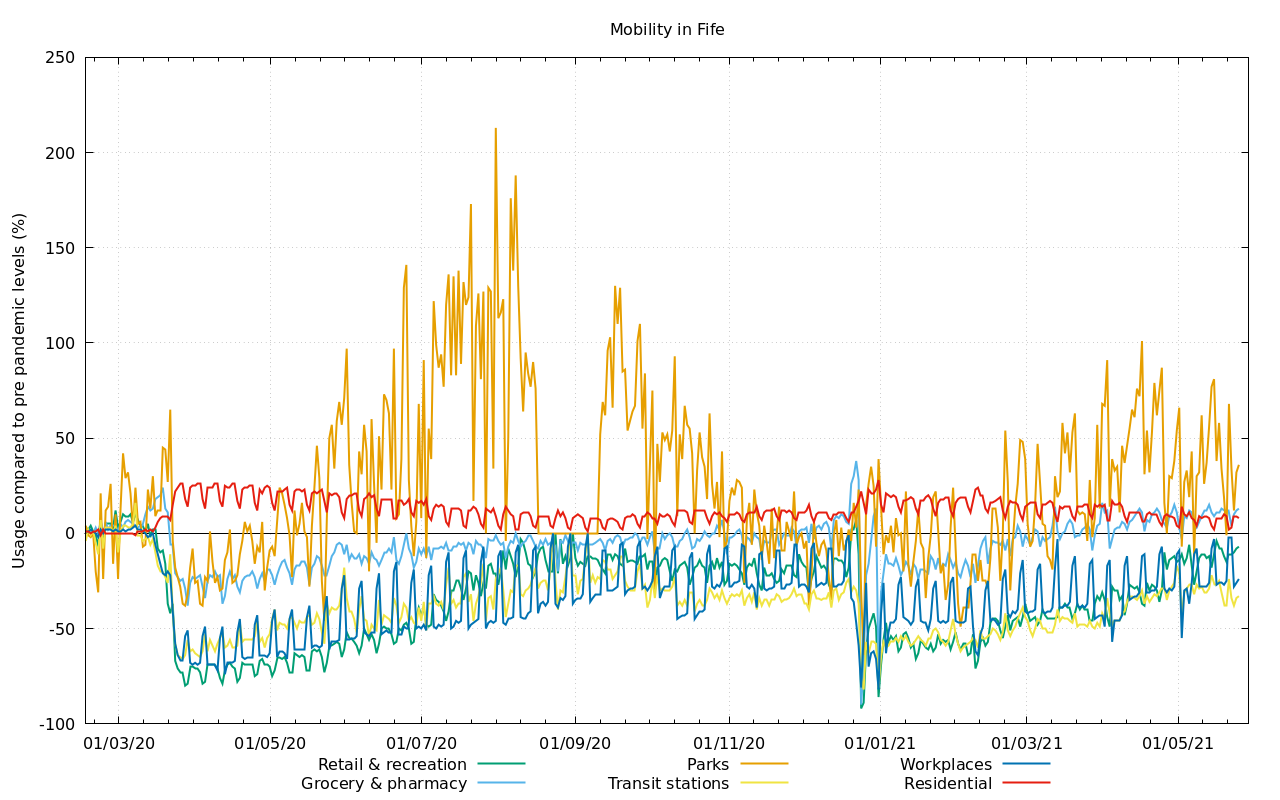 Mobility in Fife
Usage compared to pre pandemic levels (%)
250
200
150
100
50
0
-50
-100
01/03/20 01/05/20 01/07/20 01/09/20 01/11/20 01/01/21 01/03/21 01/05/21
Retail & recreation Parks Workplaces
Grocery & pharmacy Transit stations Residential